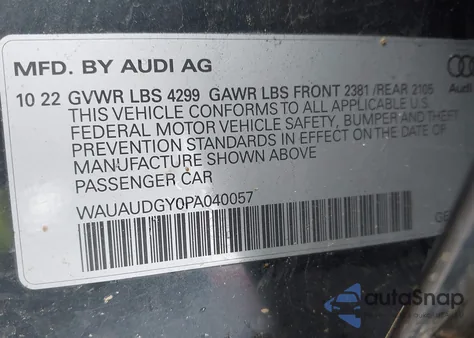 MFD. BY AUDI AG
Audi
10 22 GVWR LBS 4299 GAWR LBS FRONT 2381 /REAR 2105
THIS VEHICLE CONFORMS TO ALL APPLICABLE U.S.
FEDERAL MOTOR VEHICLE SAFETY, BUMPER AND THEFT
PREVENTION STANDARDS IN EFFECT ON THE DATE OF
MANUFACTURE SHOWN ABOVE
PASSENGER CAR
WAUAUDGY0PA040057
autoSnap